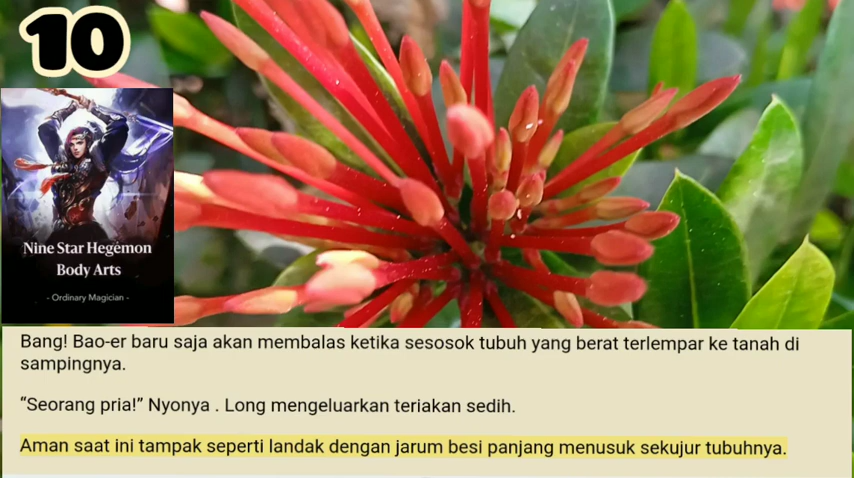 10
Nine Star Hegemon
Body Arts
- Ordinary Magician -
Bang! Bao-er baru saja akan membalas ketika sesosok tubuh yang berat terlempar ke tanah di
sampingnya.
“Seorang pria!” Nyonya . Long mengeluarkan teriakan sedih.
Aman saat ini tampak seperti landak dengan jarum besi panjang menusuk sekujur tubuhnya.